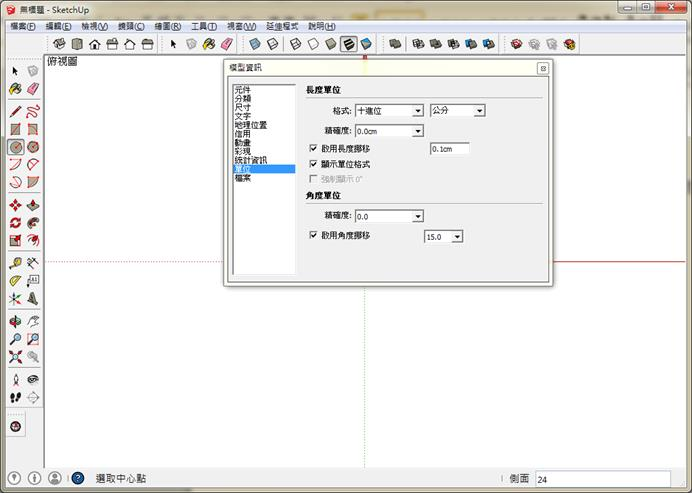 無標題 - SketchUp
檔案(F) 編輯(E) 檢視(V) 鏡頭(C) 繪圖(R) 工具(T) 視窗(W) 延伸程式 說明(H)
俯視圖
模型資訊
元件
分類
尺寸
文字
地理位置
信用
動畫
彩現
統計資訊
單位
檔案
長度單位
格式: 十進位 公分
精確度: 0.0cm
啟用長度挪移 0.1cm
顯示單位格式
強制顯示 0"
角度單位
精確度: 0.0
啟用角度挪移 15.0
選取中心點
側面 24